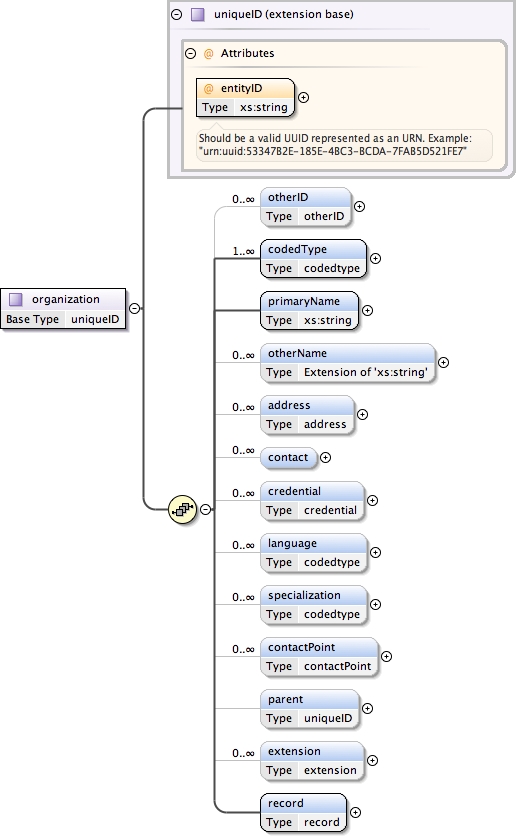 uniqueID (extension base)
@ Attributes
@ entityID
Type xs:string
Should be a valid UUID represented as an URN. Example:
"urn:uuid:53347B2E-185E-4BC3-BCDA-7FAB5D521FE7"
0..∞ otherID
Type otherID
1..∞ codedType
Type codedtype
organization
Base Type uniqueID
primaryName
Type xs:string
0..∞ otherName
Type Extension of 'xs:string'
0..∞ address
Type address
0..∞ contact
0..∞ credential
Type credential
0..∞ language
Type codedtype
0..∞ specialization
Type codedtype
0..∞ contactPoint
Type contactPoint
parent
Type uniqueID
0..∞ extension
Type extension
record
Type record